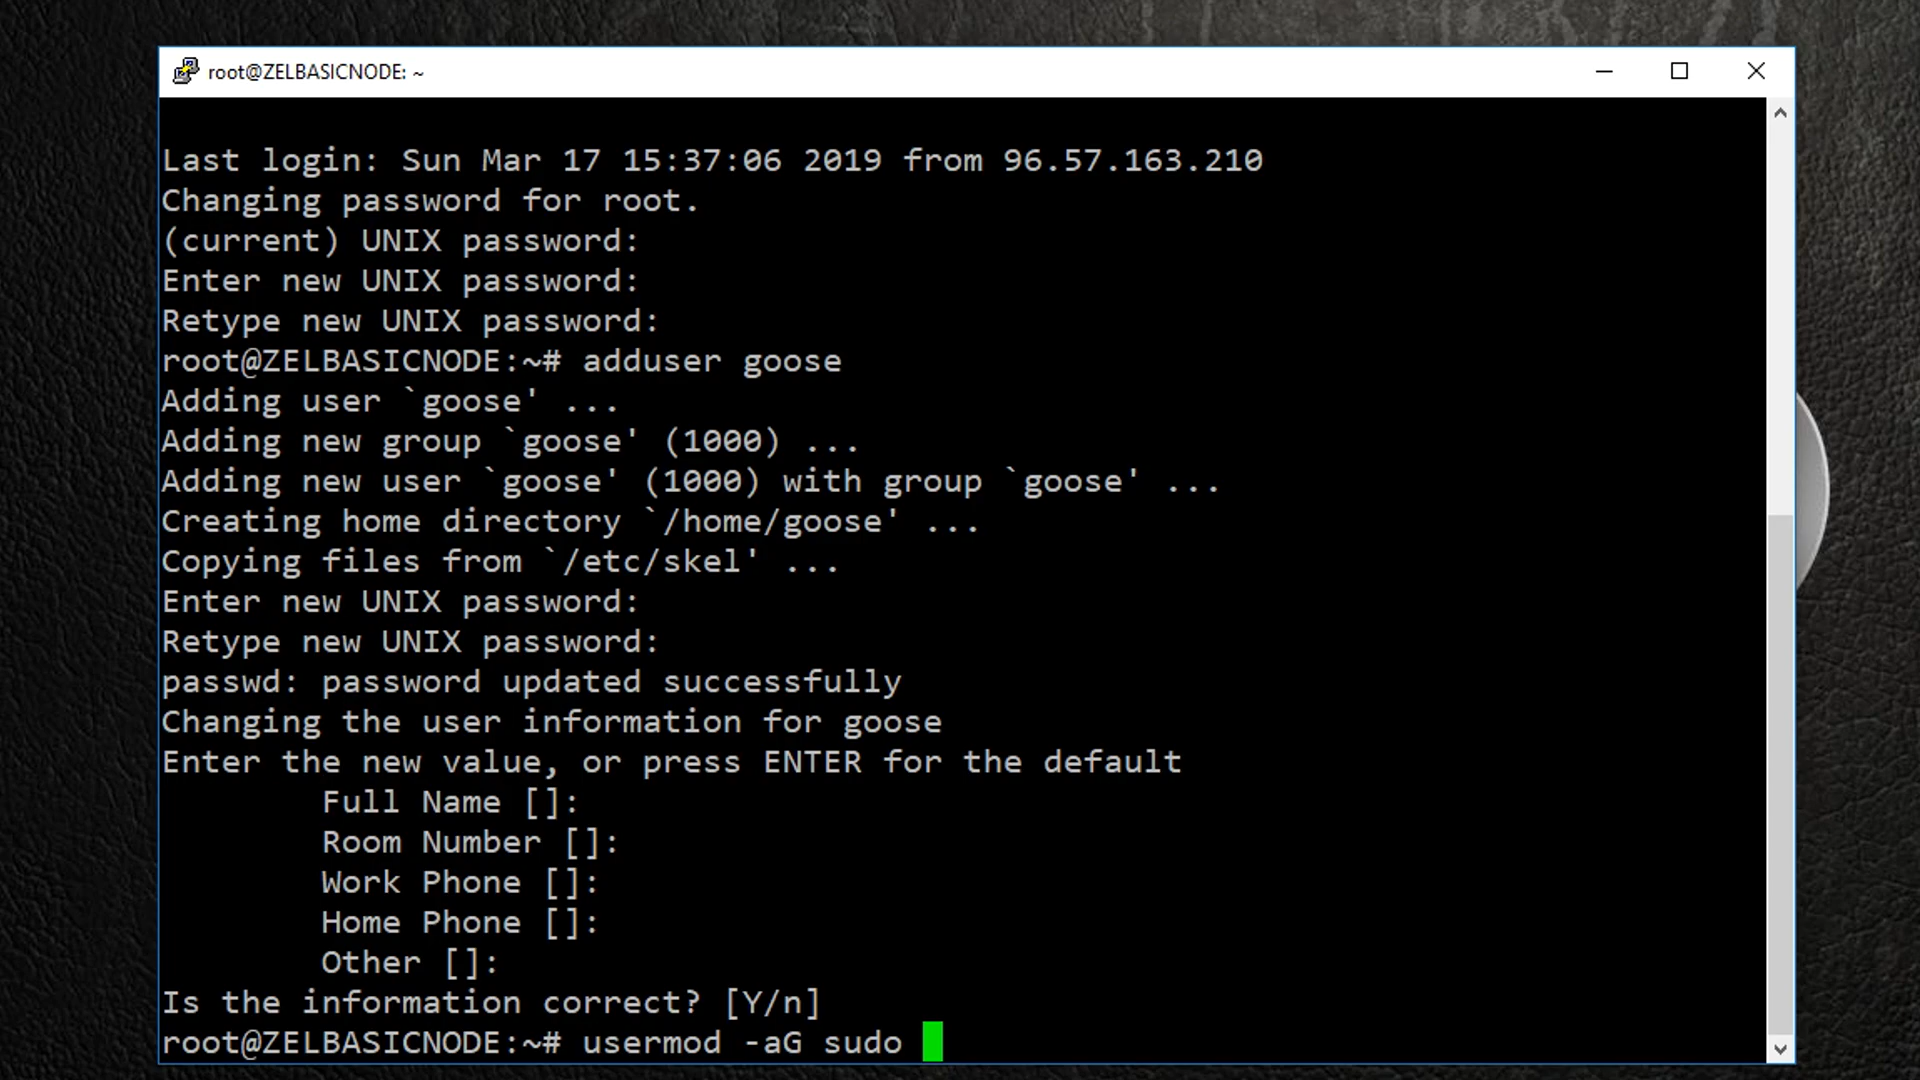 root@ZELBASICNODE: ~
Last login: Sun Mar 17 15:37:06 2019 from 96.57.163.210
Changing password for root.
(current) UNIX password:
Enter new UNIX password:
Retype new UNIX password:
root@ZELBASICNODE:~# adduser goose
Adding user `goose' ...
Adding new group `goose' (1000) ...
Adding new user `goose' (1000) with group `goose' ...
Creating home directory `/home/goose' ...
Copying files from `/etc/skel' ...
Enter new UNIX password:
Retype new UNIX password:
passwd: password updated successfully
Changing the user information for goose
Enter the new value, or press ENTER for the default
Full Name []:
Room Number []:
Work Phone []:
Home Phone []:
Other []:
Is the information correct? [Y/n]
root@ZELBASICNODE:~# usermod -aG sudo